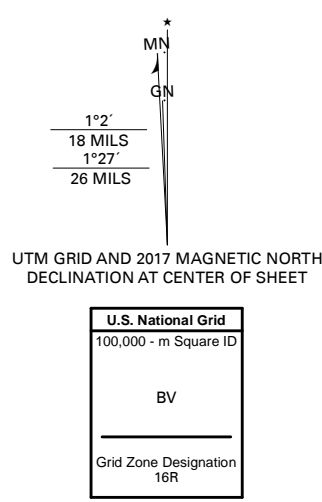 MN
GN
1°2´
18 MILS
1°27´
26 MILS
UTM GRID AND 2017 MAGNETIC NORTH
DECLINATION AT CENTER OF SHEET
U.S. National Grid
100,000 - m Square ID
BV
Grid Zone Designation
16R